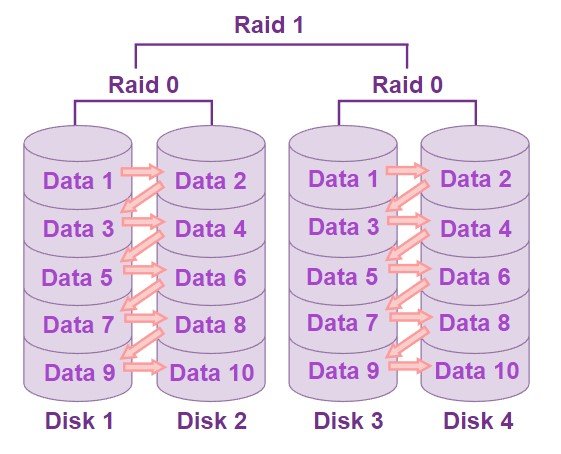 Raid 1
Raid 0 Raid 0
Data 1 Data 2 Data 1 Data 2
Data 3 Data 4 Data 3 Data 4
Data 5 Data 6 Data 5 Data 6
Data 7 Data 8 Data 7 Data 8
Data 9 Data 10 Data 9 Data 10
Disk 1 Disk 2 Disk 3 Disk 4